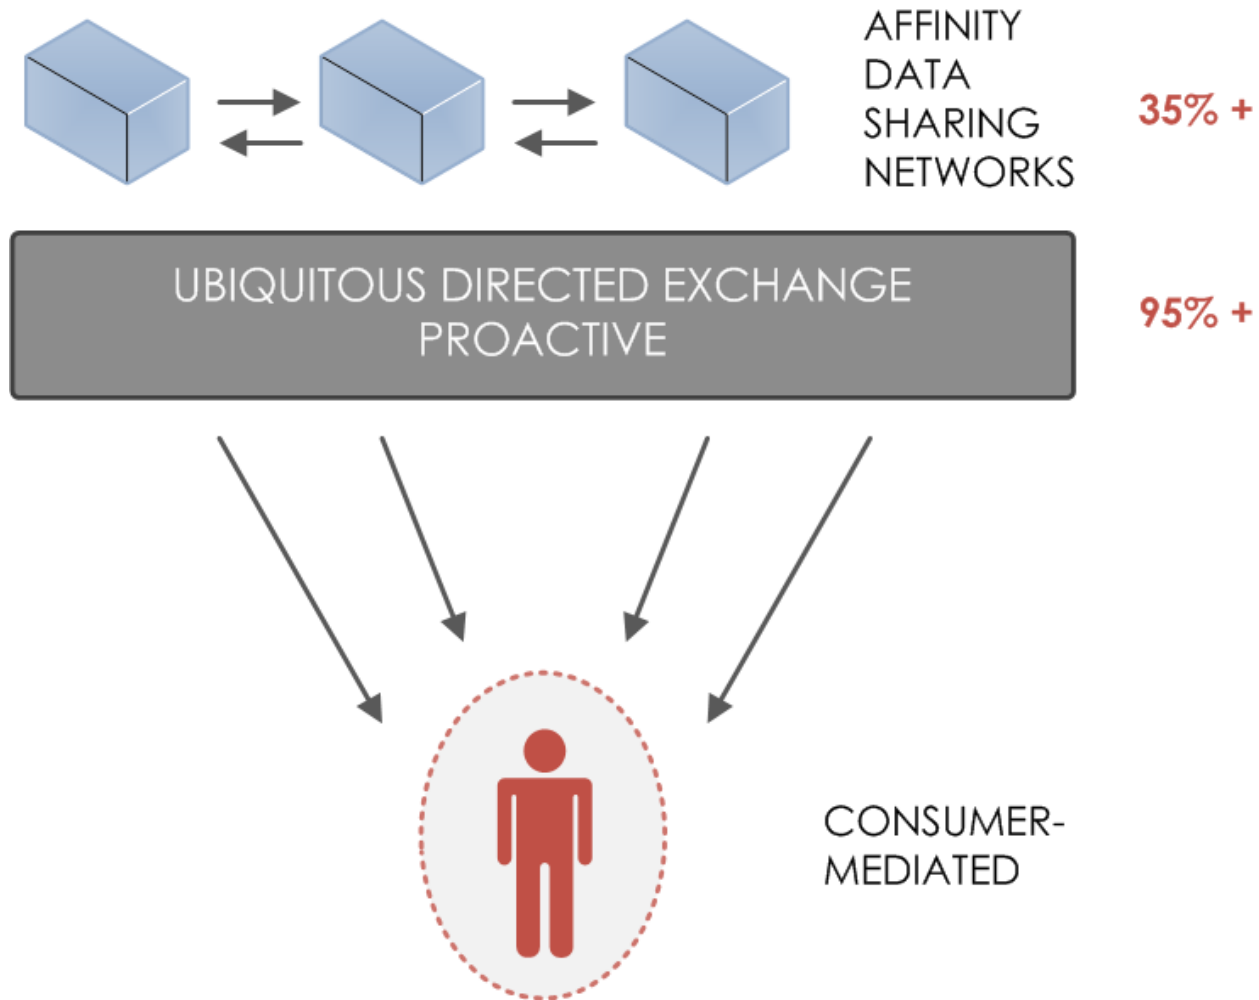 AFFINITY
DATA
SHARING
NETWORKS
35% +
UBIQUITOUS DIRECTED EXCHANGE
PROACTIVE
95% +
CONSUMER-
MEDIATED